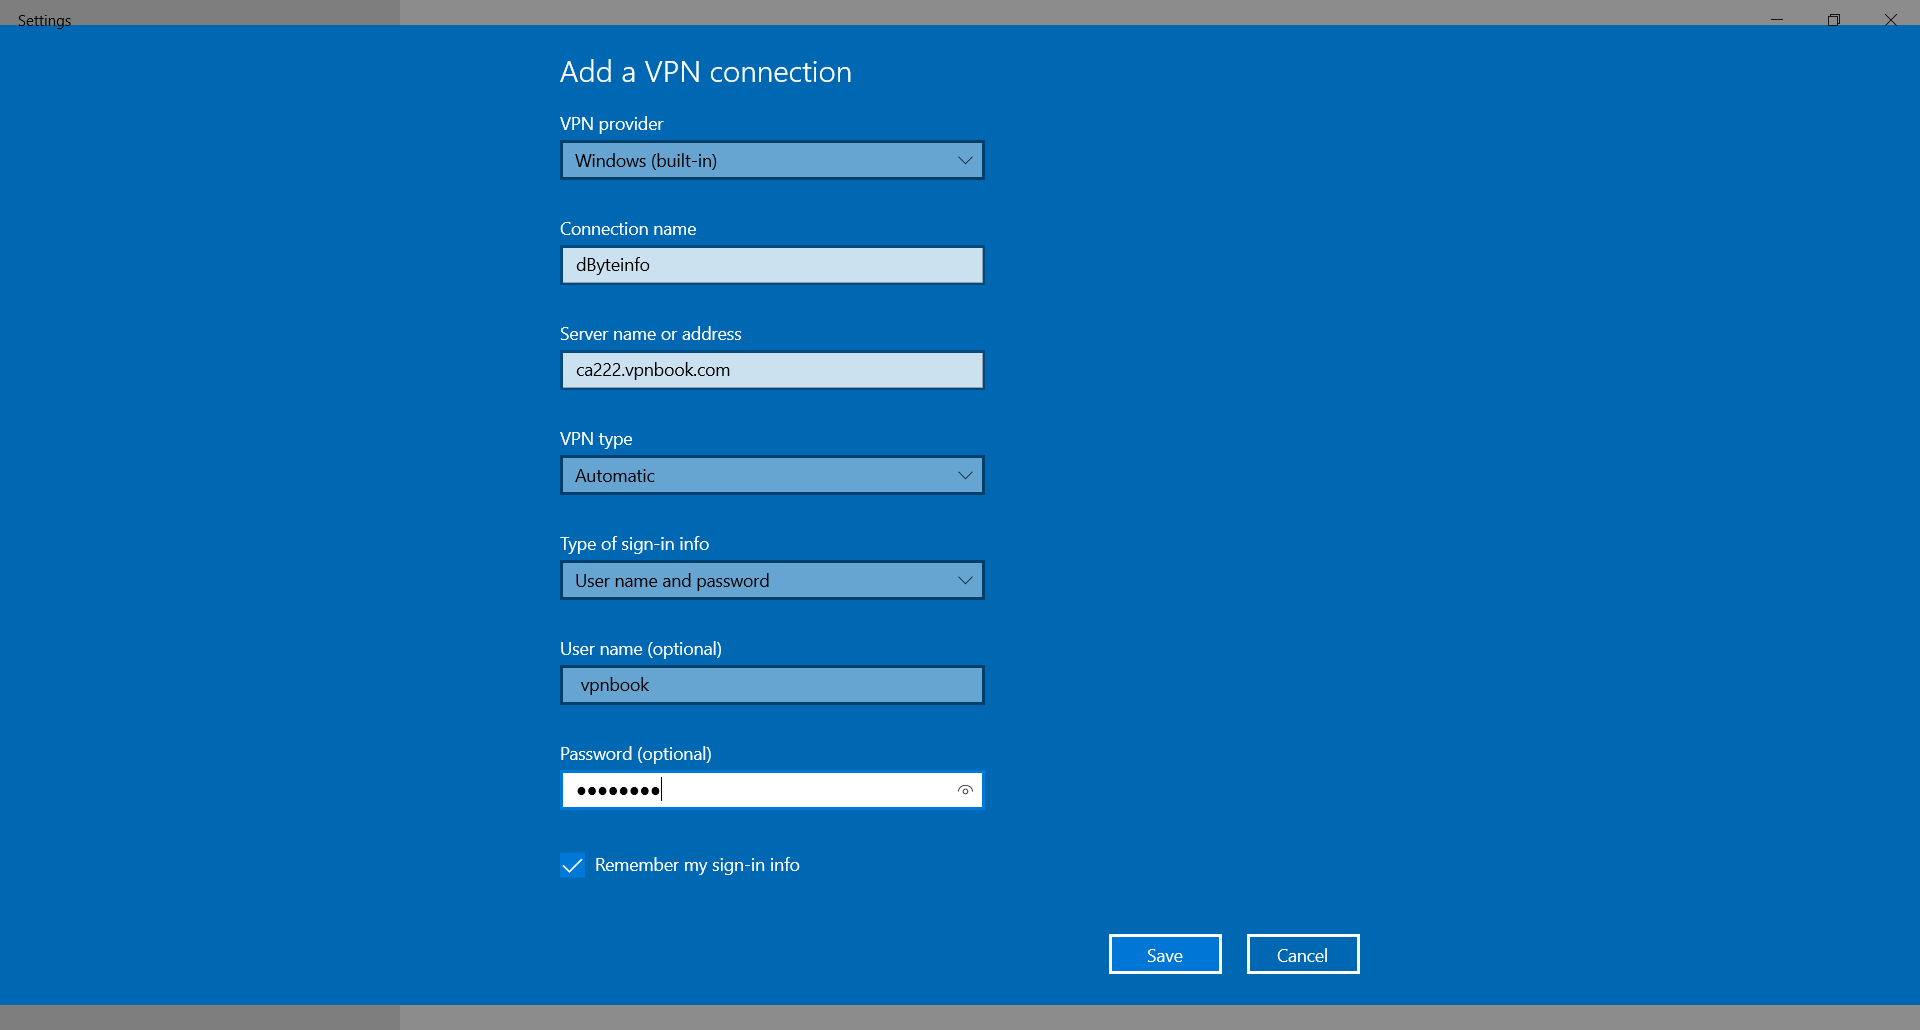 Settings
Add a VPN connection
VPN provider
Windows (built-in)
Connection name
dByteinfo
Server name or address
ca222.vpnbook.com
VPN type
Automatic
Type of sign-in info
User name and password
User name (optional)
vpnbook
Password (optional)
●●●●●●●●
Remember my sign-in info
Save
Cancel